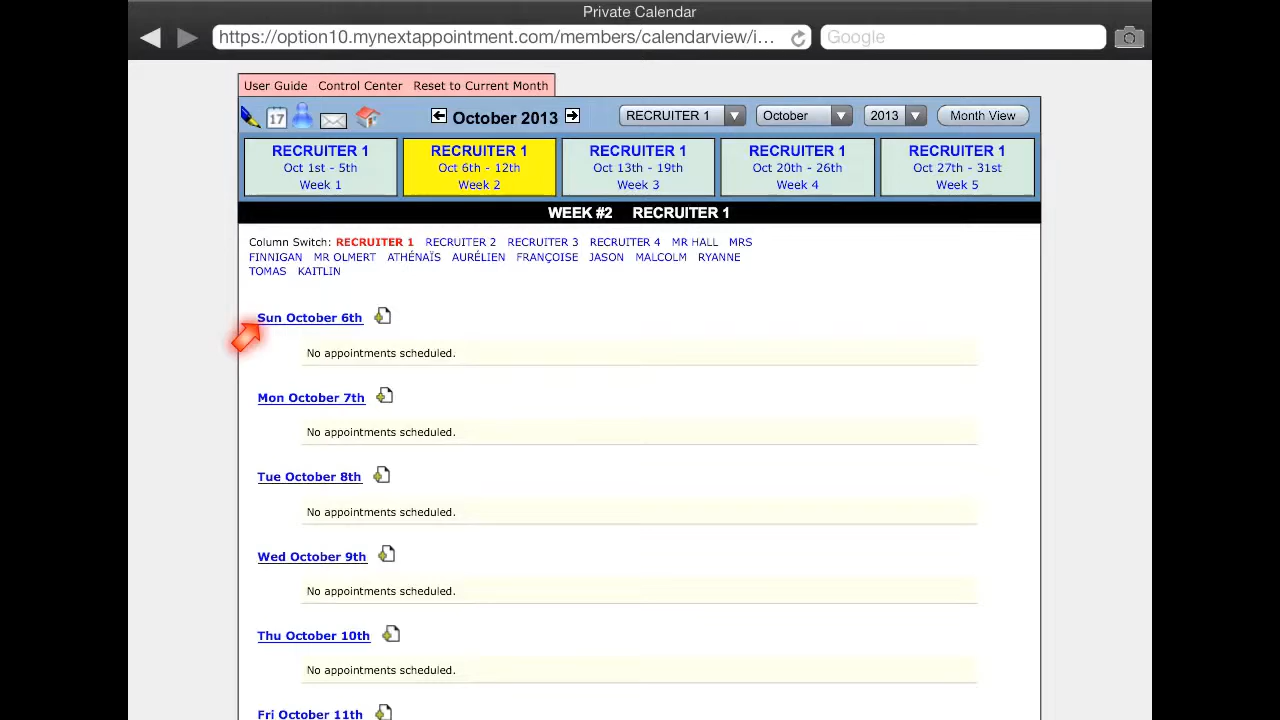 Private Calendar
https://option10.mynextappointment.com/members/calendarview/i... Google
User Guide Control Center Reset to Current Month
17 October 2013 RECRUITER 1 October 2013 Month View
RECRUITER 1 RECRUITER 1 RECRUITER 1 RECRUITER 1 RECRUITER 1
Oct 1st - 5th Oct 6th - 12th Oct 13th - 19th Oct 20th - 26th Oct 27th - 31st
Week 1 Week 2 Week 3 Week 4 Week 5
WEEK #2 RECRUITER 1
Column Switch: RECRUITER 1 RECRUITER 2 RECRUITER 3 RECRUITER 4 MR HALL MRS
FINNIGAN MR OLMERT ATHÉNAÏS AURÉLIEN FRANÇOISE JASON MALCOLM RYANNE
TOMAS KAITLIN
Sun October 6th
No appointments scheduled.
Mon October 7th
No appointments scheduled.
Tue October 8th
No appointments scheduled.
Wed October 9th
No appointments scheduled.
Thu October 10th
No appointments scheduled.
Fri October 11th